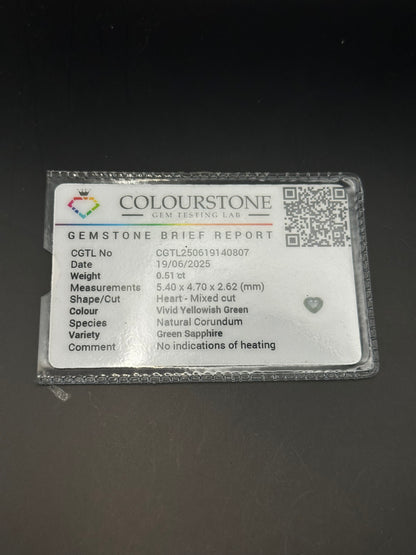 COLOURSTONE
GEM TESTING LAB
GEMSTONE BRIEF REPORT
CGTL No CGTL250619140807
Date 19/06/2025
Weight 0.51 ct
Measurements 5.40 x 4.70 x 2.62 (mm)
Shape/Cut Heart - Mixed cut
Colour Vivid Yellowish Green
Species Natural Corundum
Variety Green Sapphire
Comment No indications of heating